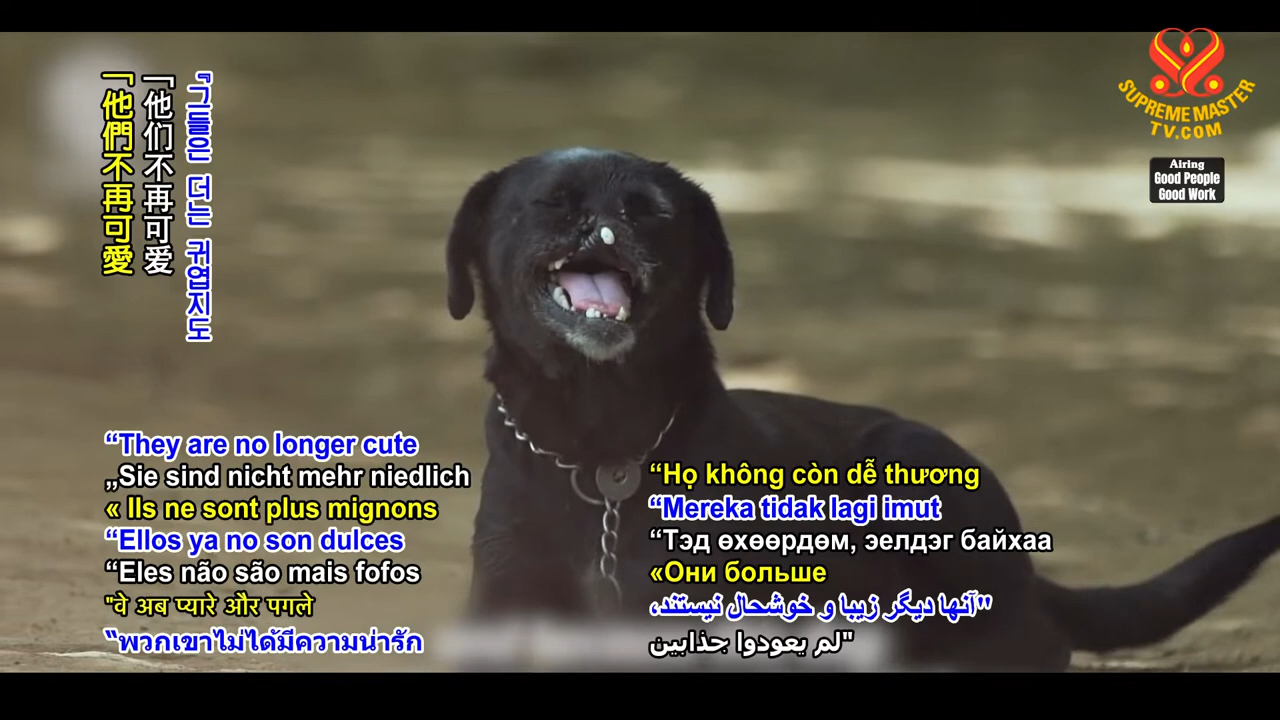 『그들은 더는 귀엽지도
「他们不再可爱
「他們不再可愛
SUPREME MASTER
TV.COM
Airing
Good People
Good Work
“They are no longer cute
„Sie sind nicht mehr niedlich
« Ils ne sont plus mignons
“Ellos ya no son dulces
“Eles não são mais fofos
"वे अब प्यारे और पगले
“พวกเขาไม่ได้มีความน่ารัก
“Họ không còn dễ thương
“Mereka tidak lagi imut
“Тэд өхөөрдөм, эелдэг байхаа
«Они больше
"آنها دیگر زیبا و خوشحال نیستند،
"لم يعودوا جذابين